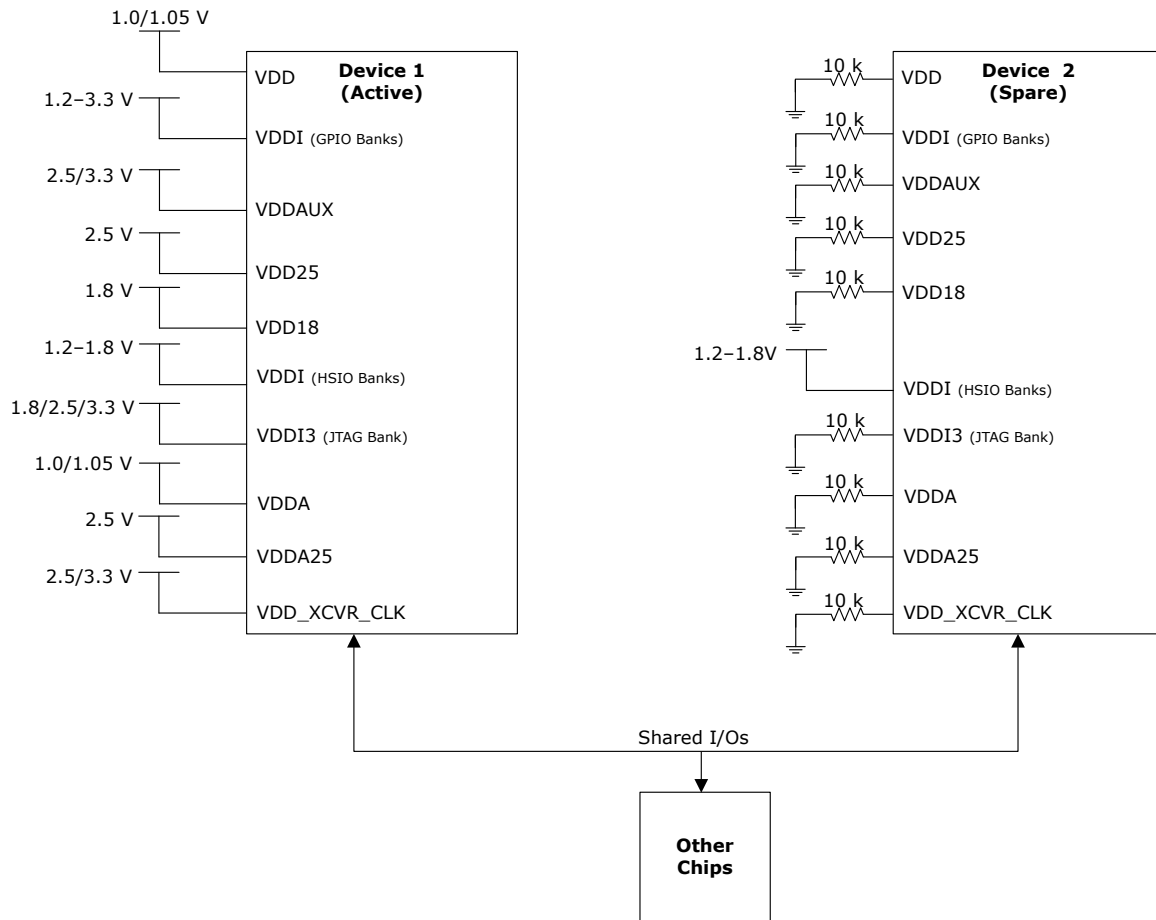 1.0/1.05 V
VDD
1.2–3.3 V
VDDI (GPIO Banks)
2.5/3.3 V
VDDAUX
2.5 V
VDD25
1.8 V
VDD18
1.2–1.8 V
VDDI (HSIO Banks)
1.8/2.5/3.3 V
VDDI3 (JTAG Bank)
1.0/1.05 V
VDDA
2.5 V
VDDA25
2.5/3.3 V
VDD_XCVR_CLK
Device 1
(Active)
Device 2
(Spare)
10 k
VDD
10 k
VDDI (GPIO Banks)
10 k
VDDAUX
10 k
VDD25
10 k
VDD18
1.2–1.8V
VDDI (HSIO Banks)
10 k
VDDI3 (JTAG Bank)
10 k
VDDA
10 k
VDDA25
10 k
VDD_XCVR_CLK
Shared I/Os
Other
Chips